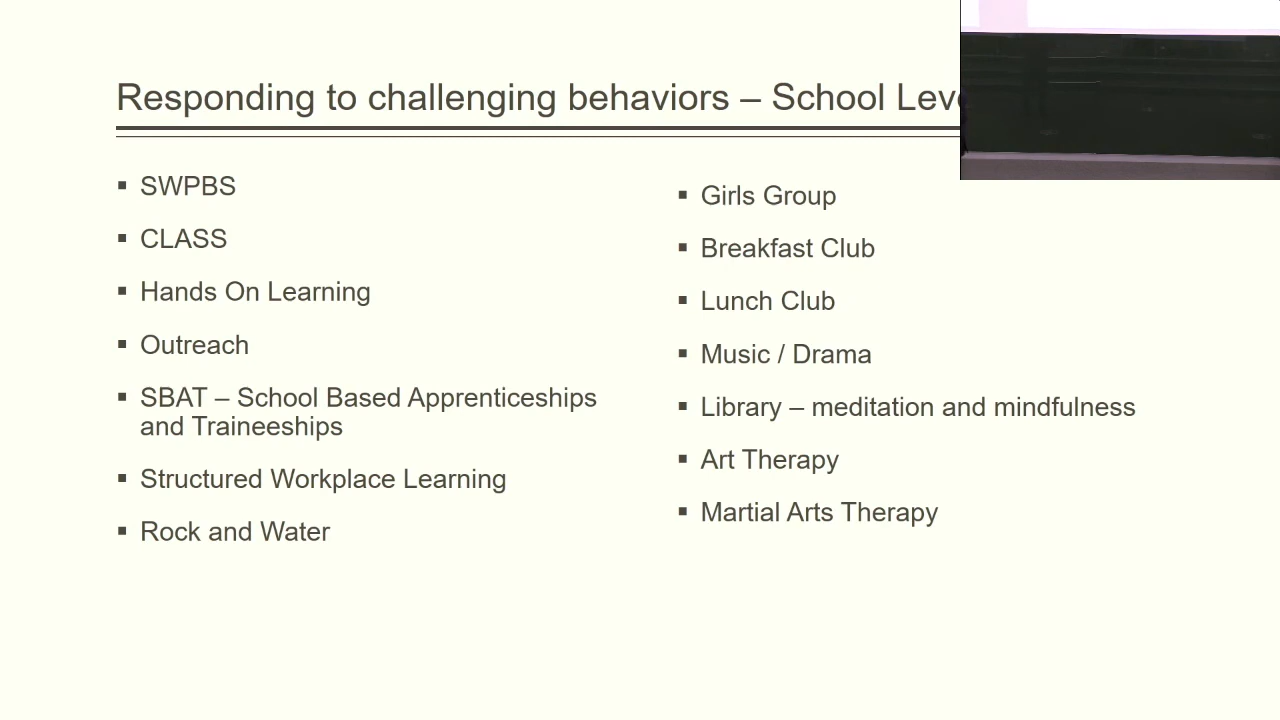 Responding to challenging behaviors – School
▪ SWPBS
▪ CLASS
▪ Hands On Learning
▪ Outreach
▪ SBAT – School Based Apprenticeships
and Traineeships
▪ Structured Workplace Learning
▪ Rock and Water
▪ Girls Group
▪ Breakfast Club
▪ Lunch Club
▪ Music / Drama
▪ Library – meditation and mindfulness
▪ Art Therapy
▪ Martial Arts Therapy